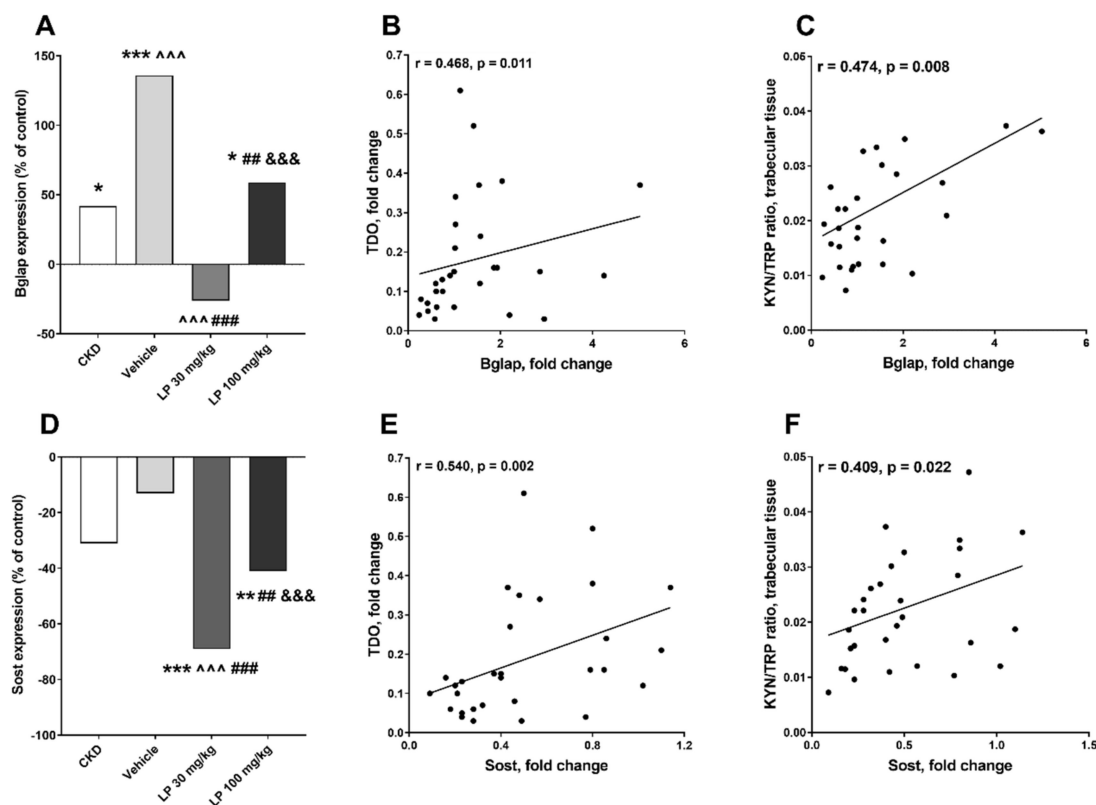 A
Bglap expression (% of control)
150
100
50
0
-50
*
*** ^^^
^^^ ###
* ## &&&
CKD
Vehicle
LP 30 mg/kg
LP 100 mg/kg
B
r = 0.468, p = 0.011
TDO, fold change
0.7
0.6
0.5
0.4
0.3
0.2
0.1
0.0
0
2
4
6
Bglap, fold change
C
r = 0.474, p = 0.008
KYN/TRP ratio, trabecular tissue
0.05
0.04
0.03
0.02
0.01
0.00
0
2
4
6
Bglap, fold change
D
Sost expression (% of control)
0
-20
-40
-60
-80
-100
*** ^^^ ###
** ## &&&
CKD
Vehicle
LP 30 mg/kg
LP 100 mg/kg
E
r = 0.540, p = 0.002
TDO, fold change
0.7
0.6
0.5
0.4
0.3
0.2
0.1
0.0
0.0
0.4
0.8
1.2
Sost, fold change
F
r = 0.409, p = 0.022
KYN/TRP ratio, trabecular tissue
0.05
0.04
0.03
0.02
0.01
0.00
0.0
0.5
1.0
1.5
Sost, fold change